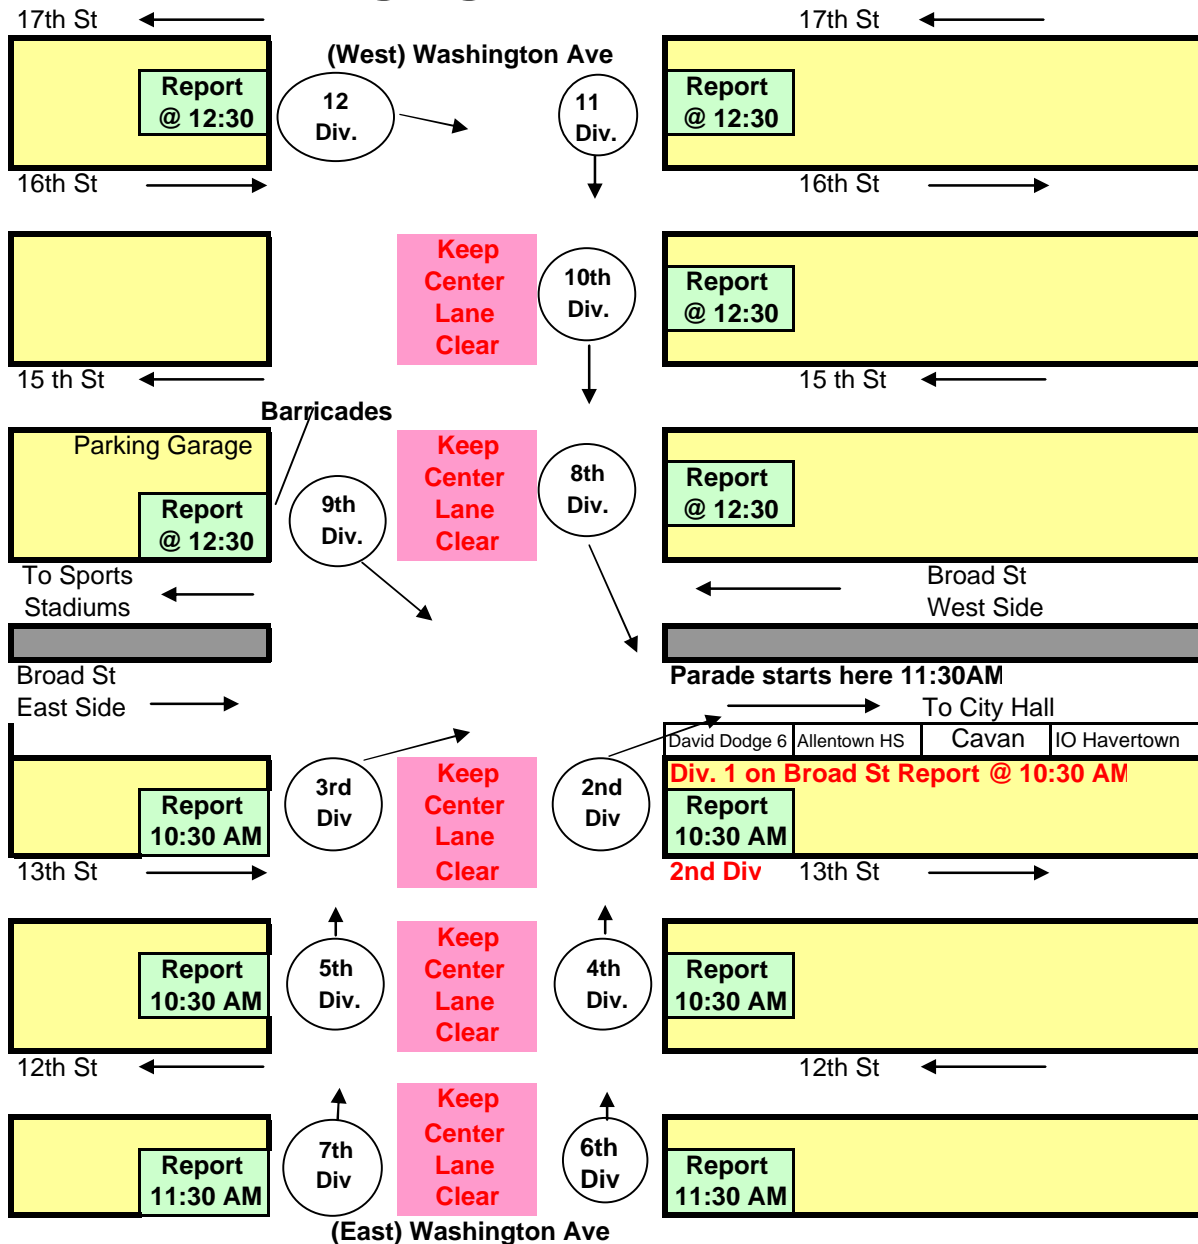 17th St
17th St
(West) Washington Ave
Report
@ 12:30
12
Div.
11
Div.
Report
@ 12:30
16th St
16th St
Keep
Center
Lane
Clear
10th
Div.
Report
@ 12:30
15 th St
15 th St
Barricades
Parking Garage
Report
@ 12:30
9th
Div.
Keep
Center
Lane
Clear
8th
Div.
Report
@ 12:30
To Sports
Stadiums
Broad St
West Side
Broad St
East Side
Parade starts here 11:30AM
To City Hall
David Dodge 6
Allentown HS
Cavan
IO Havertown
Div. 1 on Broad St Report @ 10:30 AM
3rd
Div
Keep
Center
Lane
Clear
2nd
Div
Report
10:30 AM
Report
10:30 AM
13th St
2nd Div
13th St
Report
10:30 AM
5th
Div.
Keep
Center
Lane
Clear
4th
Div.
Report
10:30 AM
12th St
12th St
Report
11:30 AM
7th
Div
Keep
Center
Lane
Clear
6th
Div
Report
11:30 AM
(East) Washington Ave